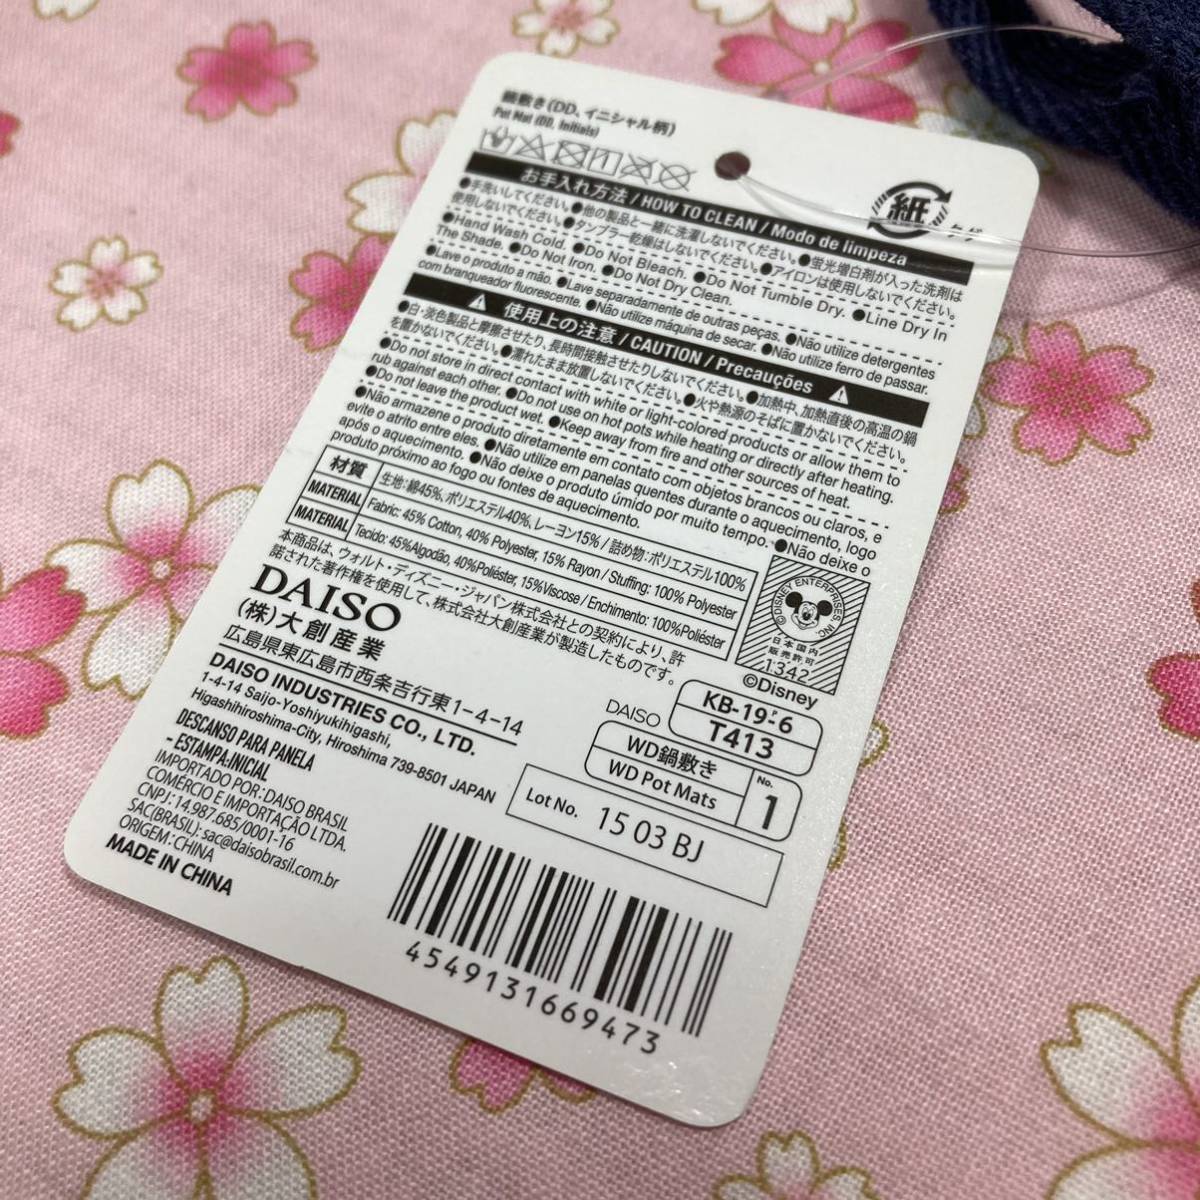 鍋敷き(DD、イニシャル柄)
Pot Mat (DD, Initials)
紙
タグ
お手入れ方法 / HOW TO CLEAN / Modo de limpeza
●手洗いしてください。●他の製品と一緒に洗濯しないでください。●蛍光増白剤が入った洗剤は
使用しないでください。●タンブラー乾燥はしないでください。●アイロンは使用しないでください。
●Hand Wash Cold. ●Do Not Bleach. ●Do Not Tumble Dry. ●Line Dry In
The Shade. ●Do Not Iron. ●Do Not Dry Clean.
●Lave o produto a mão. ●Lave separadamente de outras peças. ●Não utilize detergentes
com branqueador fluorescente. ●Não utilize máquina de secar. ●Não utilize ferro de passar.
使用上の注意 / CAUTION / Precauções
●白・淡色製品と摩擦させたり、長時間接触させたりしないでください。●加熱中、加熱直後の高温の鍋
を置かないでください。●濡れたまま放置しないでください。●火や熱源のそばに置かないでください。
●Do not store in direct contact with white or light-colored products or allow them to
rub against each other. ●Do not use on hot pots while heating or directly after heating.
●Do not leave the product wet. ●Keep away from fire and other sources of heat.
●Não armazene o produto diretamente em contato com objetos brancos ou claros, e
evite o atrito entre eles. ●Não utilize em panelas quentes durante o aquecimento, logo
após o aquecimento. ●Não deixe o produto úmido por muito tempo. ●Não deixe o
produto próximo ao fogo ou fontes de aquecimento.
材質 生地:綿45%、ポリエステル40%、レーヨン15% / 詰め物:ポリエステル100%
MATERIAL Fabric: 45% Cotton, 40% Polyester, 15% Rayon / Stuffing: 100% Polyester
MATERIAL Tecido: 45%Algodão, 40%Poliéster, 15%Viscose / Enchimento: 100%Poliéster
本商品は、ウォルト・ディズニー・ジャパン株式会社との契約により、許
諾された著作権を使用して、株式会社大創産業が製造したものです。
©DISNEY ENTERPRISES, INC.
日本国内
販売許可
1342
©Disney
DAISO
(株)大創産業
広島県東広島市西条吉行東1-4-14
DAISO INDUSTRIES CO., LTD.
1-4-14 Saijo-Yoshiyukihigashi,
Higashihiroshima-City, Hiroshima 739-8501 JAPAN
DESCANSO PARA PANELA
- ESTAMPA:INICIAL
IMPORTADO POR: DAISO BRASIL
COMÉRCIO E IMPORTAÇÃO LTDA.
CNPJ: 14.987.685/0001-16
SAC(BRASIL): sac@daisobrasil.com.br
ORIGEM: CHINA
MADE IN CHINA
DAISO
T413
WD鍋敷き
WD Pot Mats
No.
1
Lot No. 15 03 BJ
4549131669473